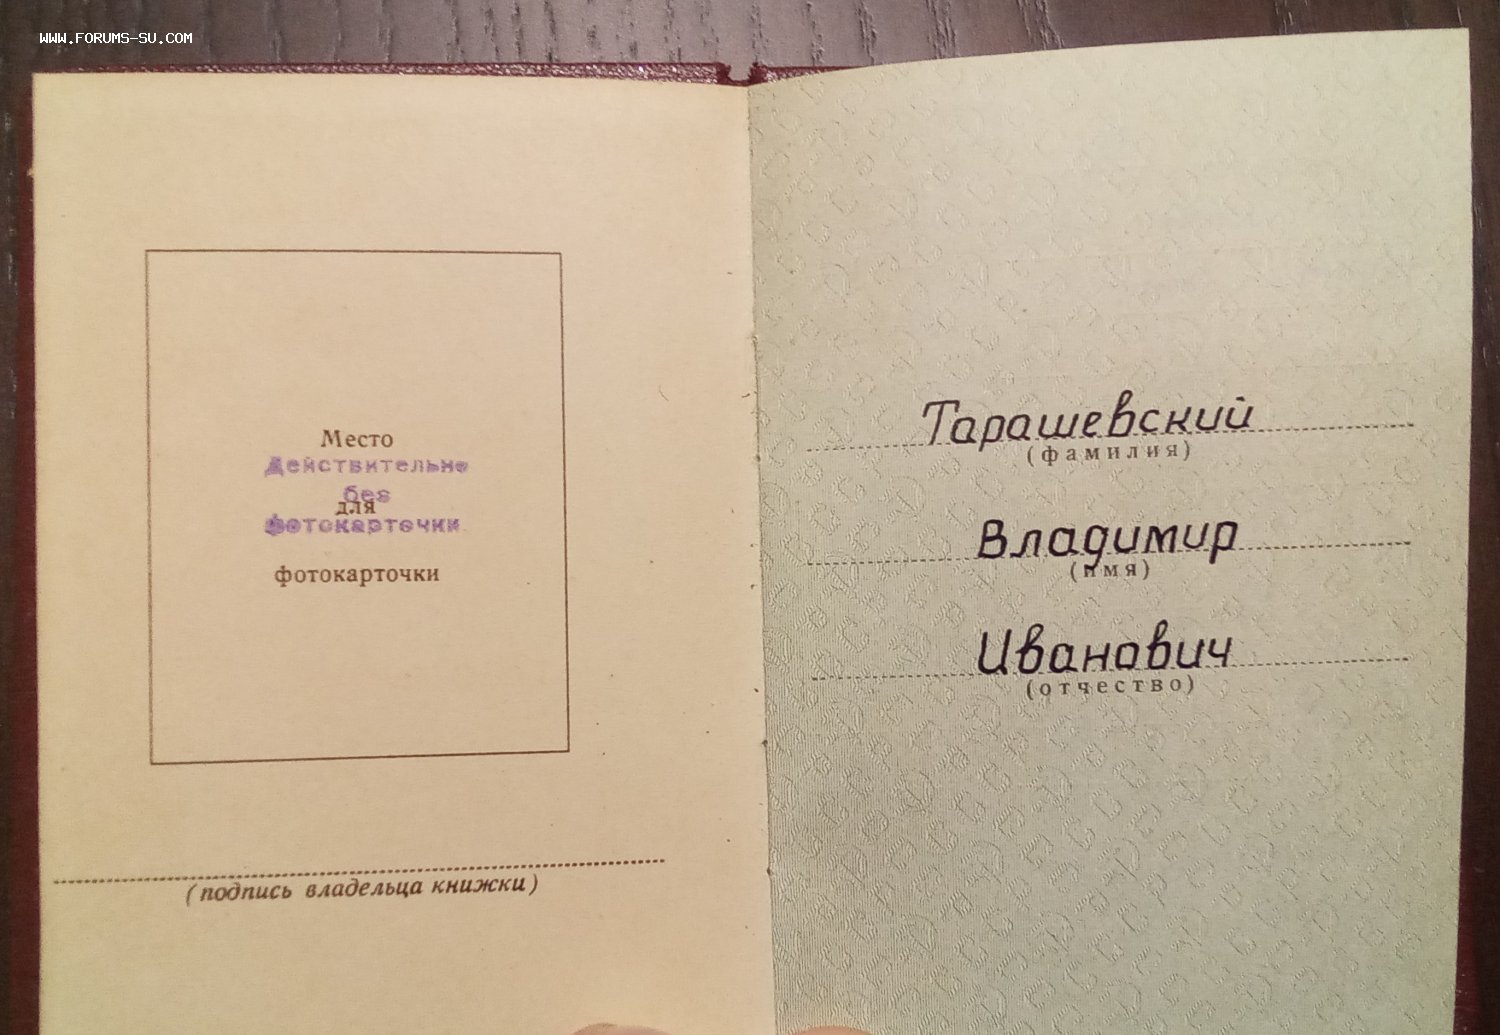 WWW.FORUMS-SU.COM
Место
Действительно
без
для
фотокарточки
фотокарточки
(подпись владельца книжки)
Тарашевский
(фамилия)
Владимир
(имя)
Иванович
(отчество)